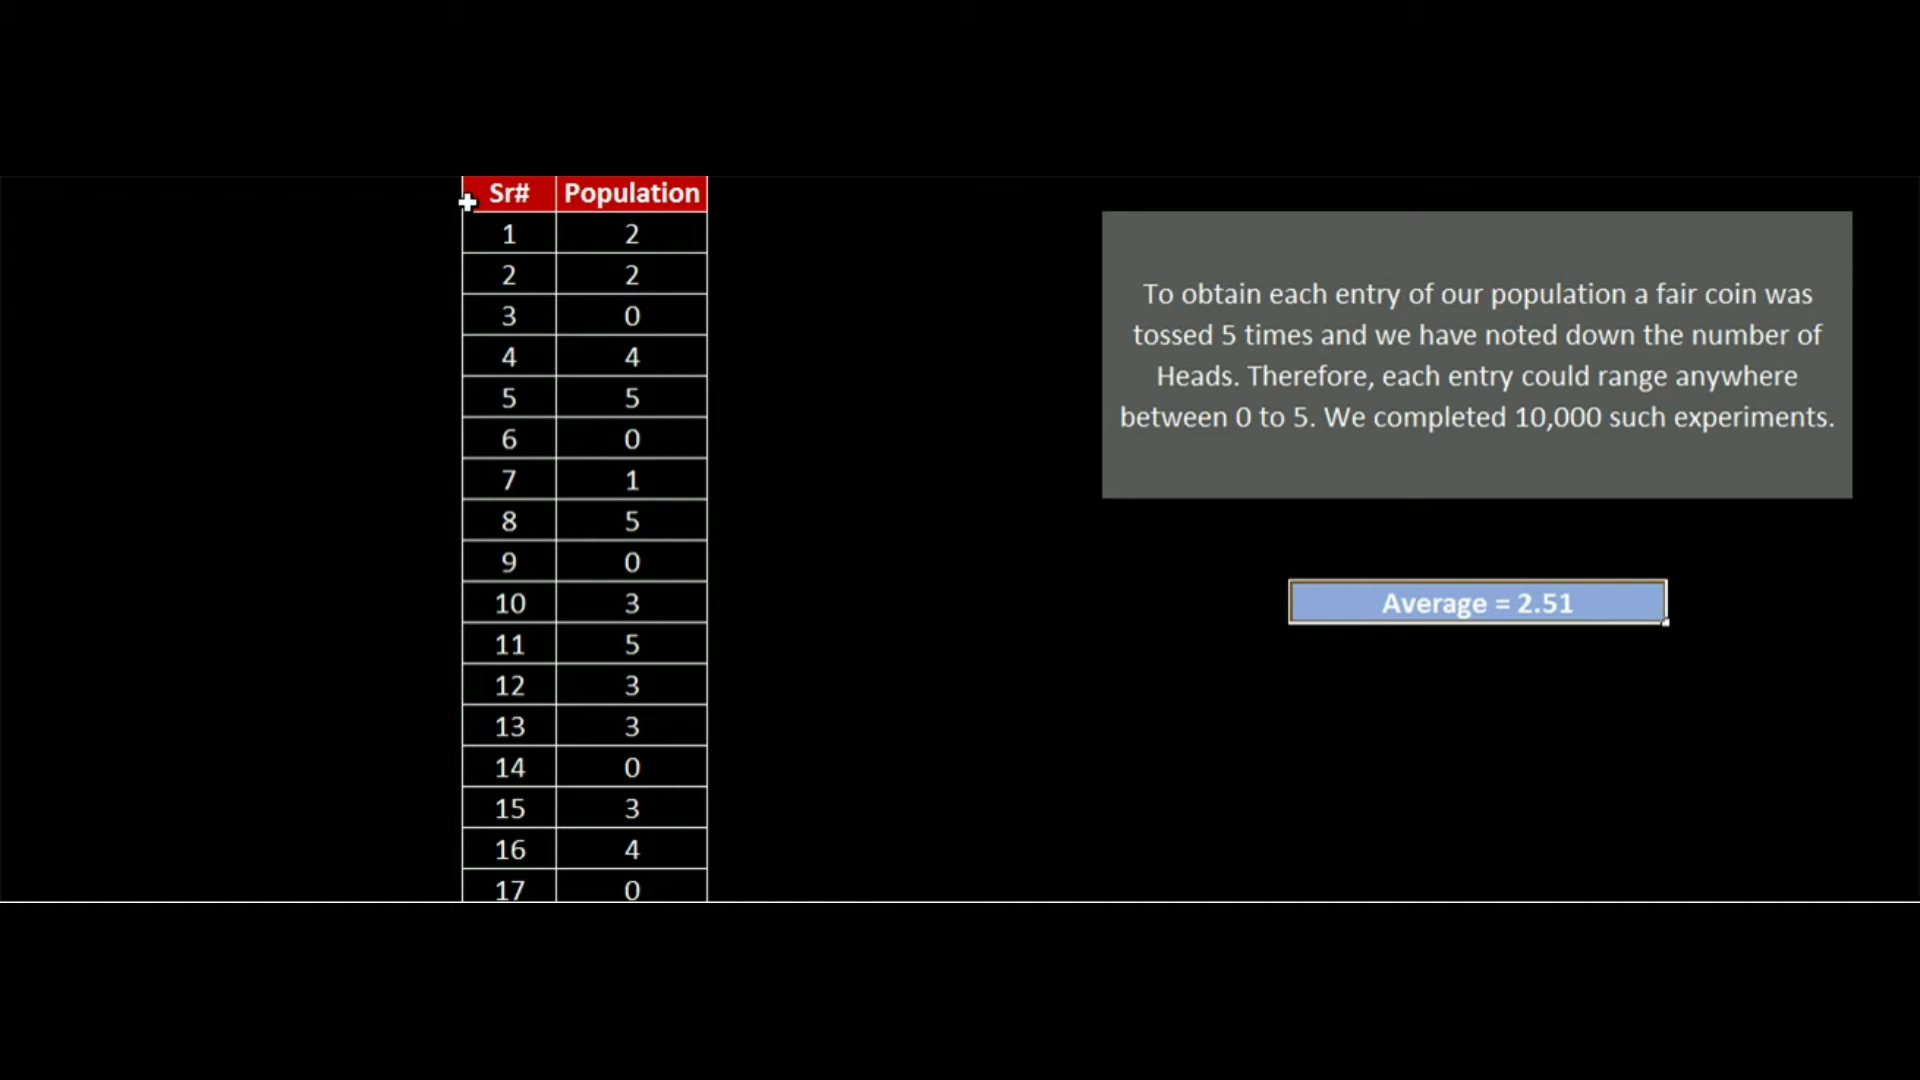 Sr# Population
1 2
2 2
3 0
4 4
5 5
6 0
7 1
8 5
9 0
10 3
11 5
12 3
13 3
14 0
15 3
16 4
17 0
To obtain each entry of our population a fair coin was
tossed 5 times and we have noted down the number of
Heads. Therefore, each entry could range anywhere
between 0 to 5. We completed 10,000 such experiments.
Average = 2.51